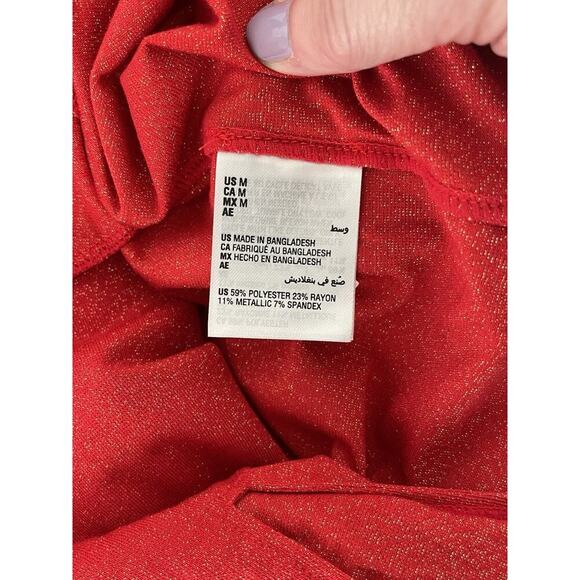 US M
CA M
MX M
AE
وسط
US MADE IN BANGLADESH
CA FABRIQUÉ AU BANGLADESH
MX HECHO EN BANGLADESH
AE
صُنع في بنغلاديش
US 59% POLYESTER 23% RAYON
11% METALLIC 7% SPANDEX